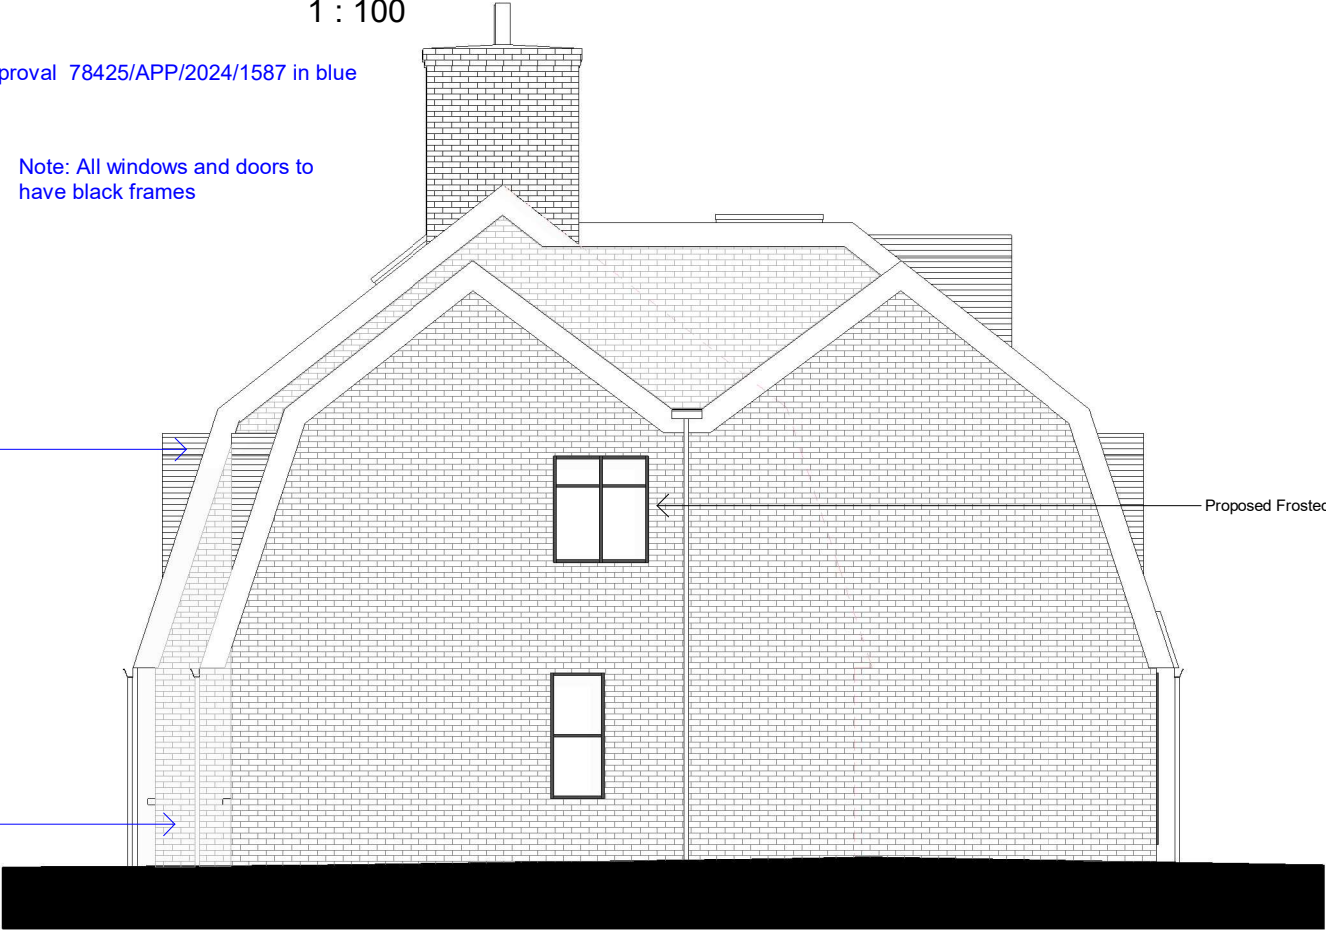 1 : 100
proval 78425/APP/2024/1587 in blue
Note: All windows and doors to
have black frames
Proposed Frosted